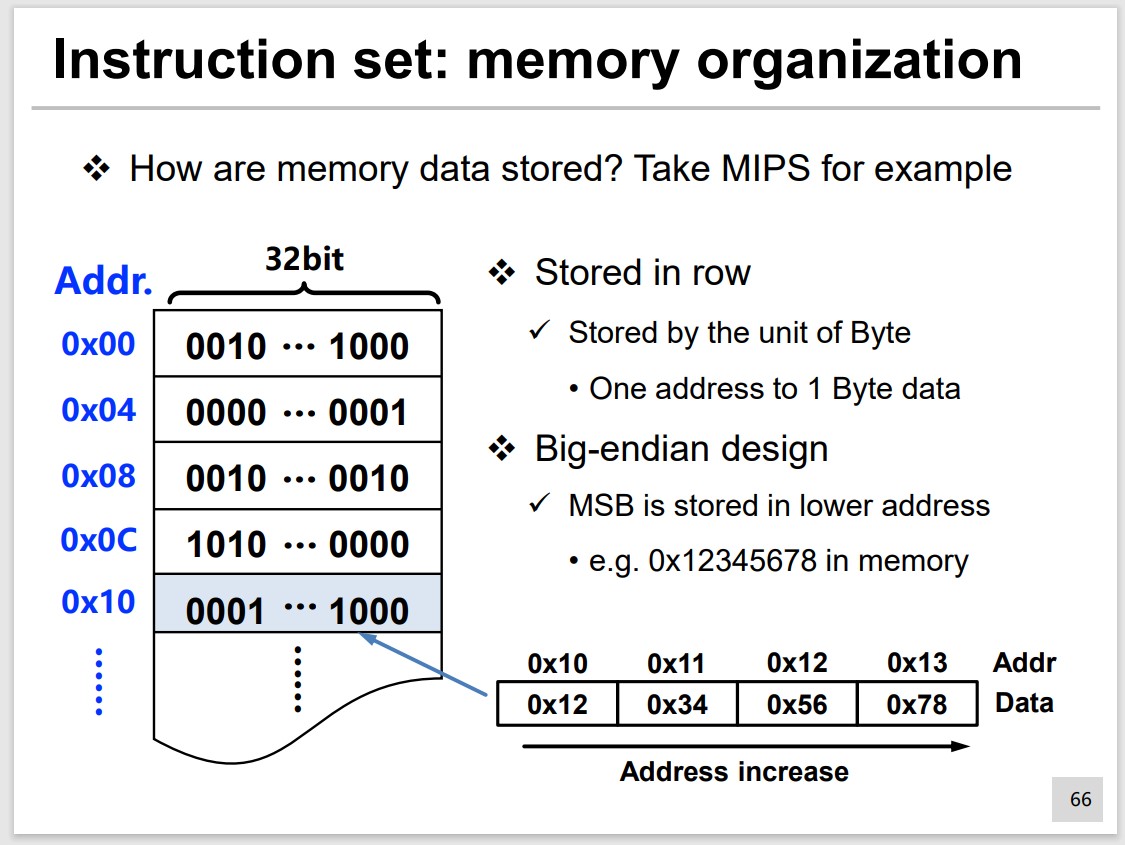 Instruction set: memory organization
❖ How are memory data stored? Take MIPS for example
32bit
Addr.
0x00 0010 ··· 1000
0x04 0000 ··· 0001
0x08 0010 ··· 0010
0x0C 1010 ··· 0000
0x10 0001 ··· 1000
❖ Stored in row
✓ Stored by the unit of Byte
• One address to 1 Byte data
❖ Big-endian design
✓ MSB is stored in lower address
• e.g. 0x12345678 in memory
0x10 0x11 0x12 0x13 Addr
0x12 0x34 0x56 0x78 Data
Address increase
66